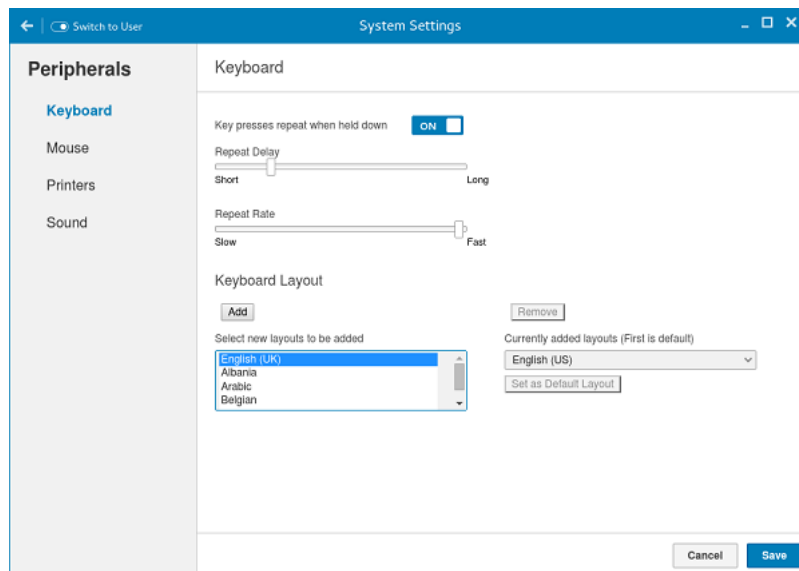 Switch to User
System Settings
Peripherals
Keyboard
Mouse
Printers
Sound
Keyboard
Key presses repeat when held down
ON
Repeat Delay
Short
Long
Repeat Rate
Slow
Fast
Keyboard Layout
Add
Remove
Select new layouts to be added
English (UK)
Albania
Arabic
Belgian
Currently added layouts (First is default)
English (US)
Set as Default Layout
Cancel
Save